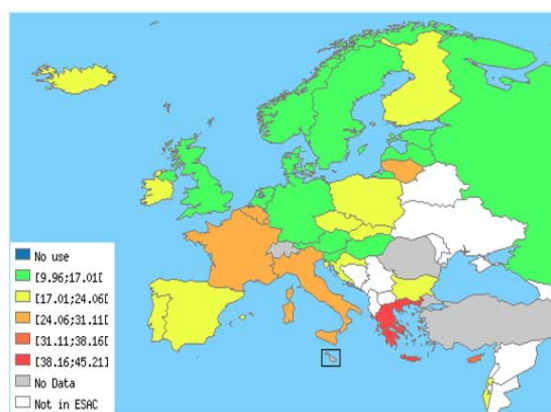 No use
[9.96;17.01[
[17.01;24.06[
[24.06;31.11[
[31.11;38.16[
[38.16;45.21]
No Data
Not in ESAC